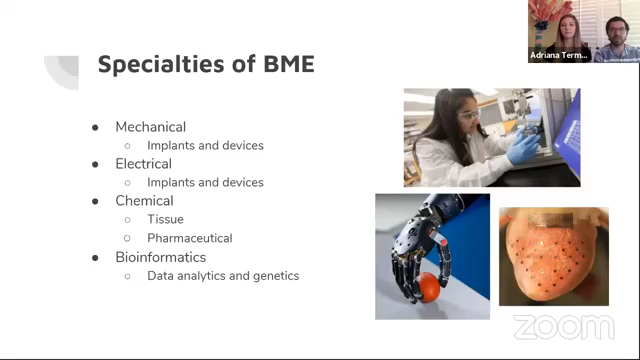 Specialties of BME
Mechanical
Implants and devices
Electrical
Implants and devices
Chemical
Tissue
Pharmaceutical
Bioinformatics
Data analytics and genetics
Adriana Term...
zoom